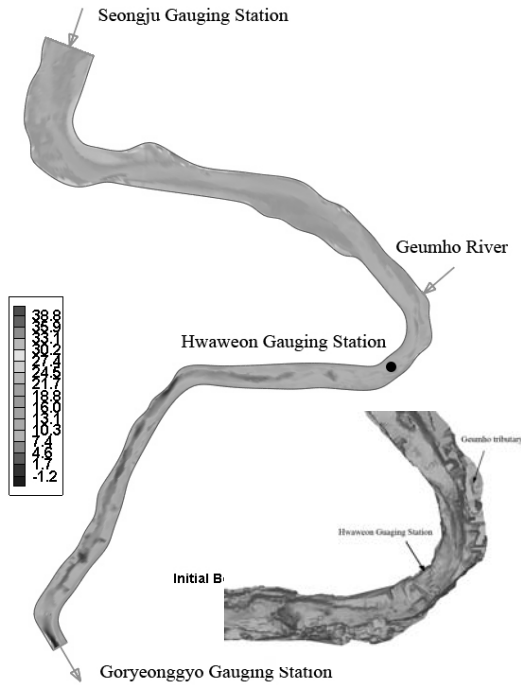 Seongju Gauging Station
Geumho River
Hwaweon Gauging Station
38.8
35.9
33.1
30.2
27.4
24.5
21.7
18.8
16.0
13.1
10.3
7.4
4.6
1.7
-1.2
Geumho tributary
Hwaweon Guaging Station
Initial
Goryeonggyo Gauging Station